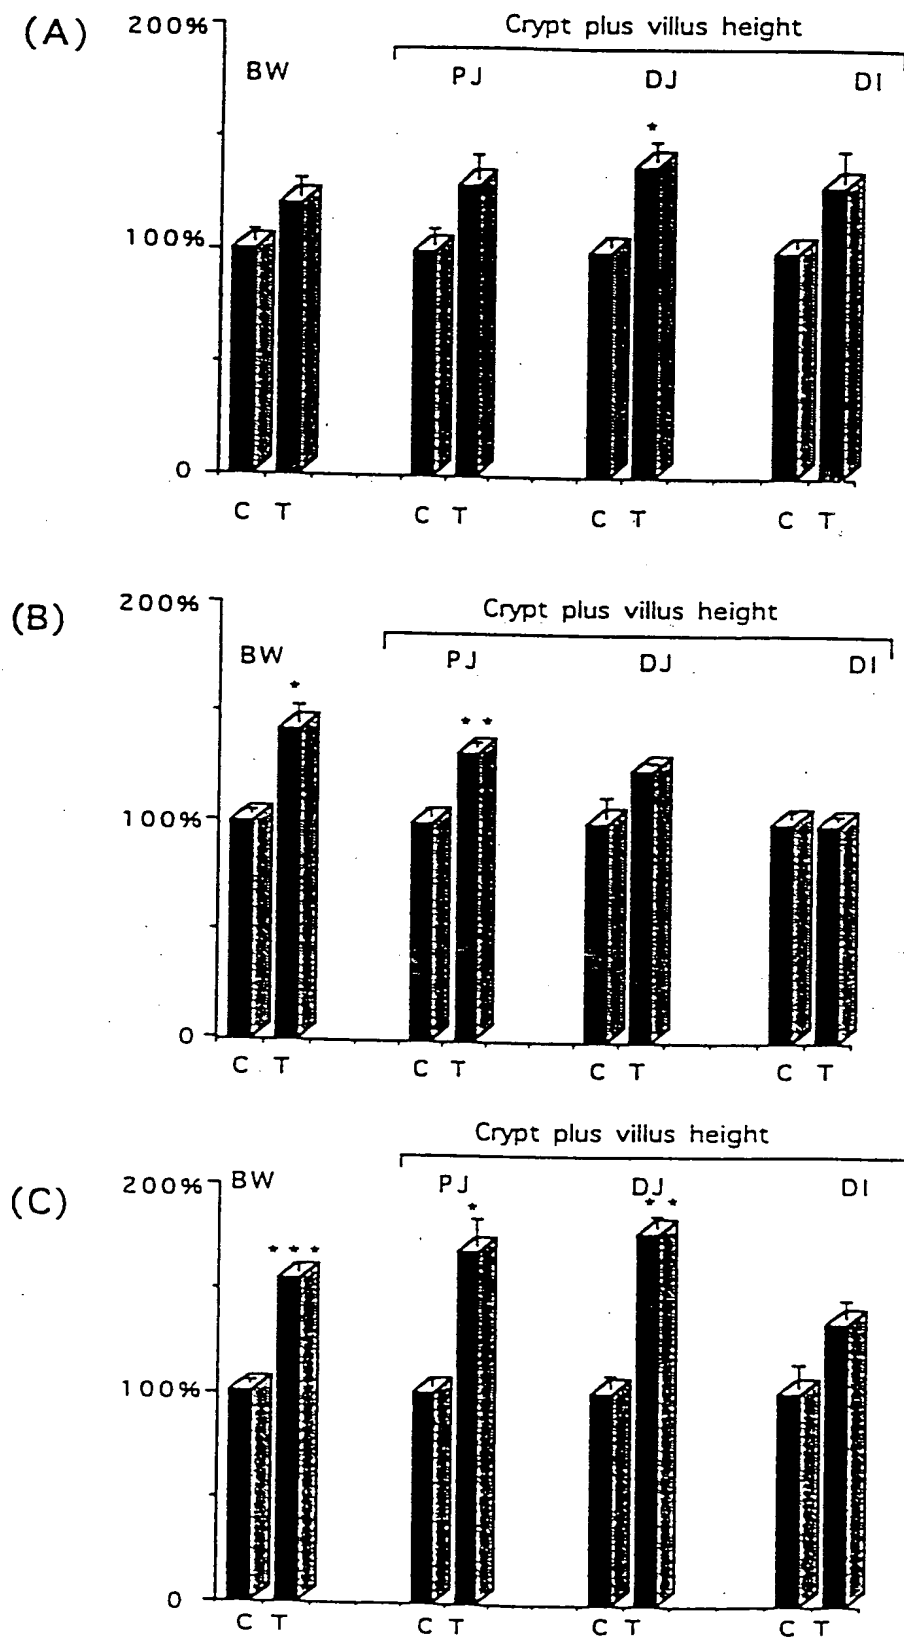 (A)
200%
Crypt plus villus height
BW
PJ
DJ
DI
*
100%
0
C T
C T
C T
C T
(B)
200%
Crypt plus villus height
BW
PJ
DJ
DI
*
* *
100%
0
C T
C T
C T
C T
Crypt plus villus height
(C)
200%
BW
PJ
DJ
DI
* * *
*
* *
100%
0
C T
C T
C T
C T